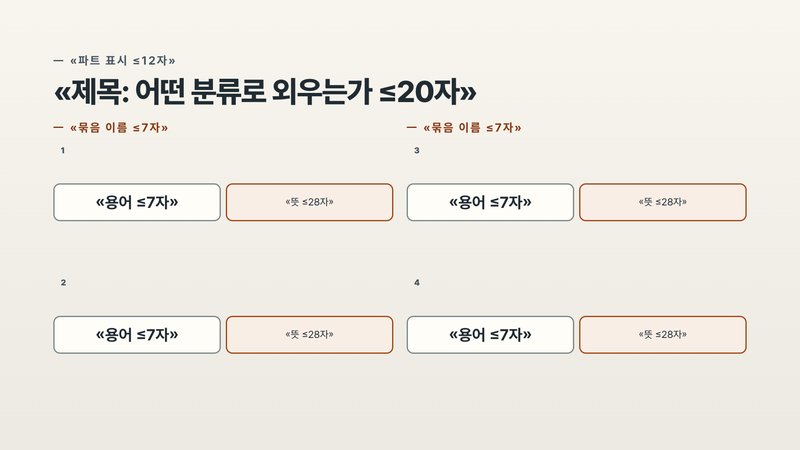 — «파트 표시 ≤12자»
«제목: 어떤 분류로 외우는가 ≤20자»
— «묶음 이름 ≤7자»
1
«용어 ≤7자» «뜻 ≤28자»
2
«용어 ≤7자» «뜻 ≤28자»
— «묶음 이름 ≤7자»
3
«용어 ≤7자» «뜻 ≤28자»
4
«용어 ≤7자» «뜻 ≤28자»